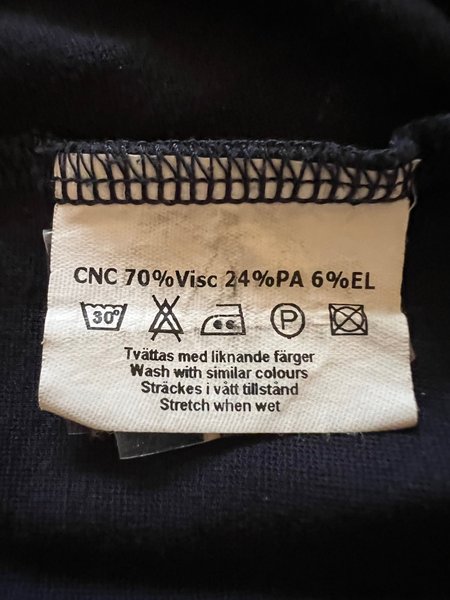 CNC 70%Visc 24%PA 6%EL
30°
P
Tvättas med liknande färger
Wash with similar colours
Sträckes i vått tillstånd
Stretch when wet